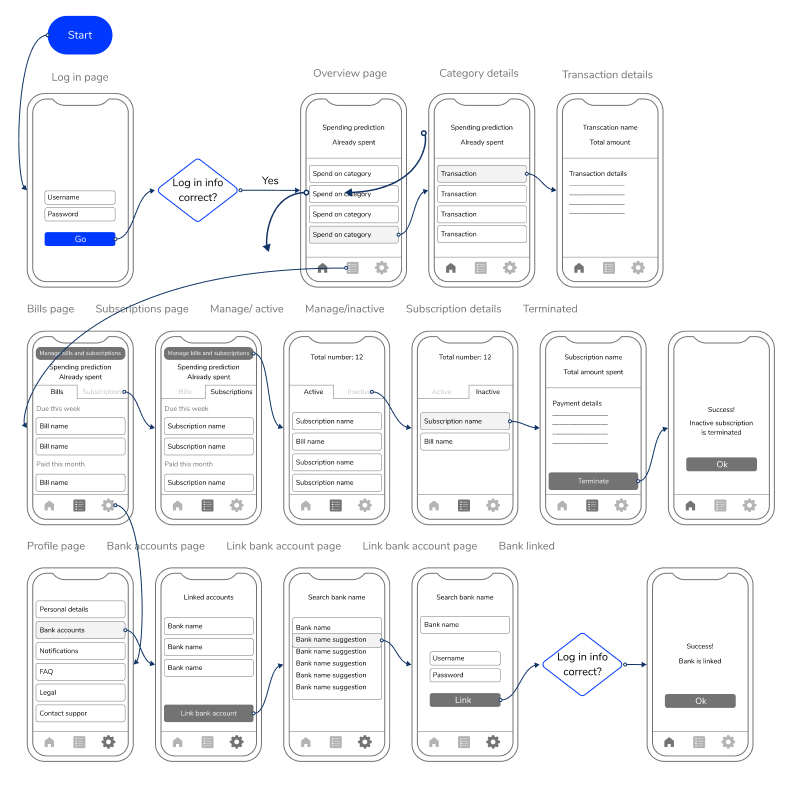 Start
Log in page
Overview page
Category details
Transaction details
Username
Password
Go
Log in info
correct?
Yes
Spending prediction
Already spent
Spend on category
Spend on category
Spend on category
Spend on category
Spending prediction
Already spent
Transaction
Transaction
Transaction
Transaction
Transcation name
Total amount
Transaction details
Bills page
Subscriptions page
Manage/ active
Manage/inactive
Subscription details
Terminated
Manage bills and subscriptions
Spending prediction
Already spent
Bills
Subscriptions
Due this week
Bill name
Bill name
Paid this month
Bill name
Manage bills and subscriptions
Spending prediction
Already spent
Bills
Subscriptions
Due this week
Subscription name
Subscription name
Paid this month
Subscription name
Total number: 12
Active
Inactive
Subscription name
Bill name
Subscription name
Subscription name
Total number: 12
Active
Inactive
Subscription name
Bill name
Subscription name
Total amount spent
Payment details
Terminate
Success!
Inactive subscription
is terminated
Ok
Profile page
Bank accounts page
Link bank account page
Link bank account page
Bank linked
Personal details
Bank accounts
Notifications
FAQ
Legal
Contact suppor
Linked accounts
Bank name
Bank name
Bank name
Link bank account
Search bank name
Bank name
Bank name suggestion
Bank name suggestion
Bank name suggestion
Bank name suggestion
Bank name suggestion
Search bank name
Bank name
Username
Password
Link
Log in info
correct?
Success!
Bank is linked
Ok